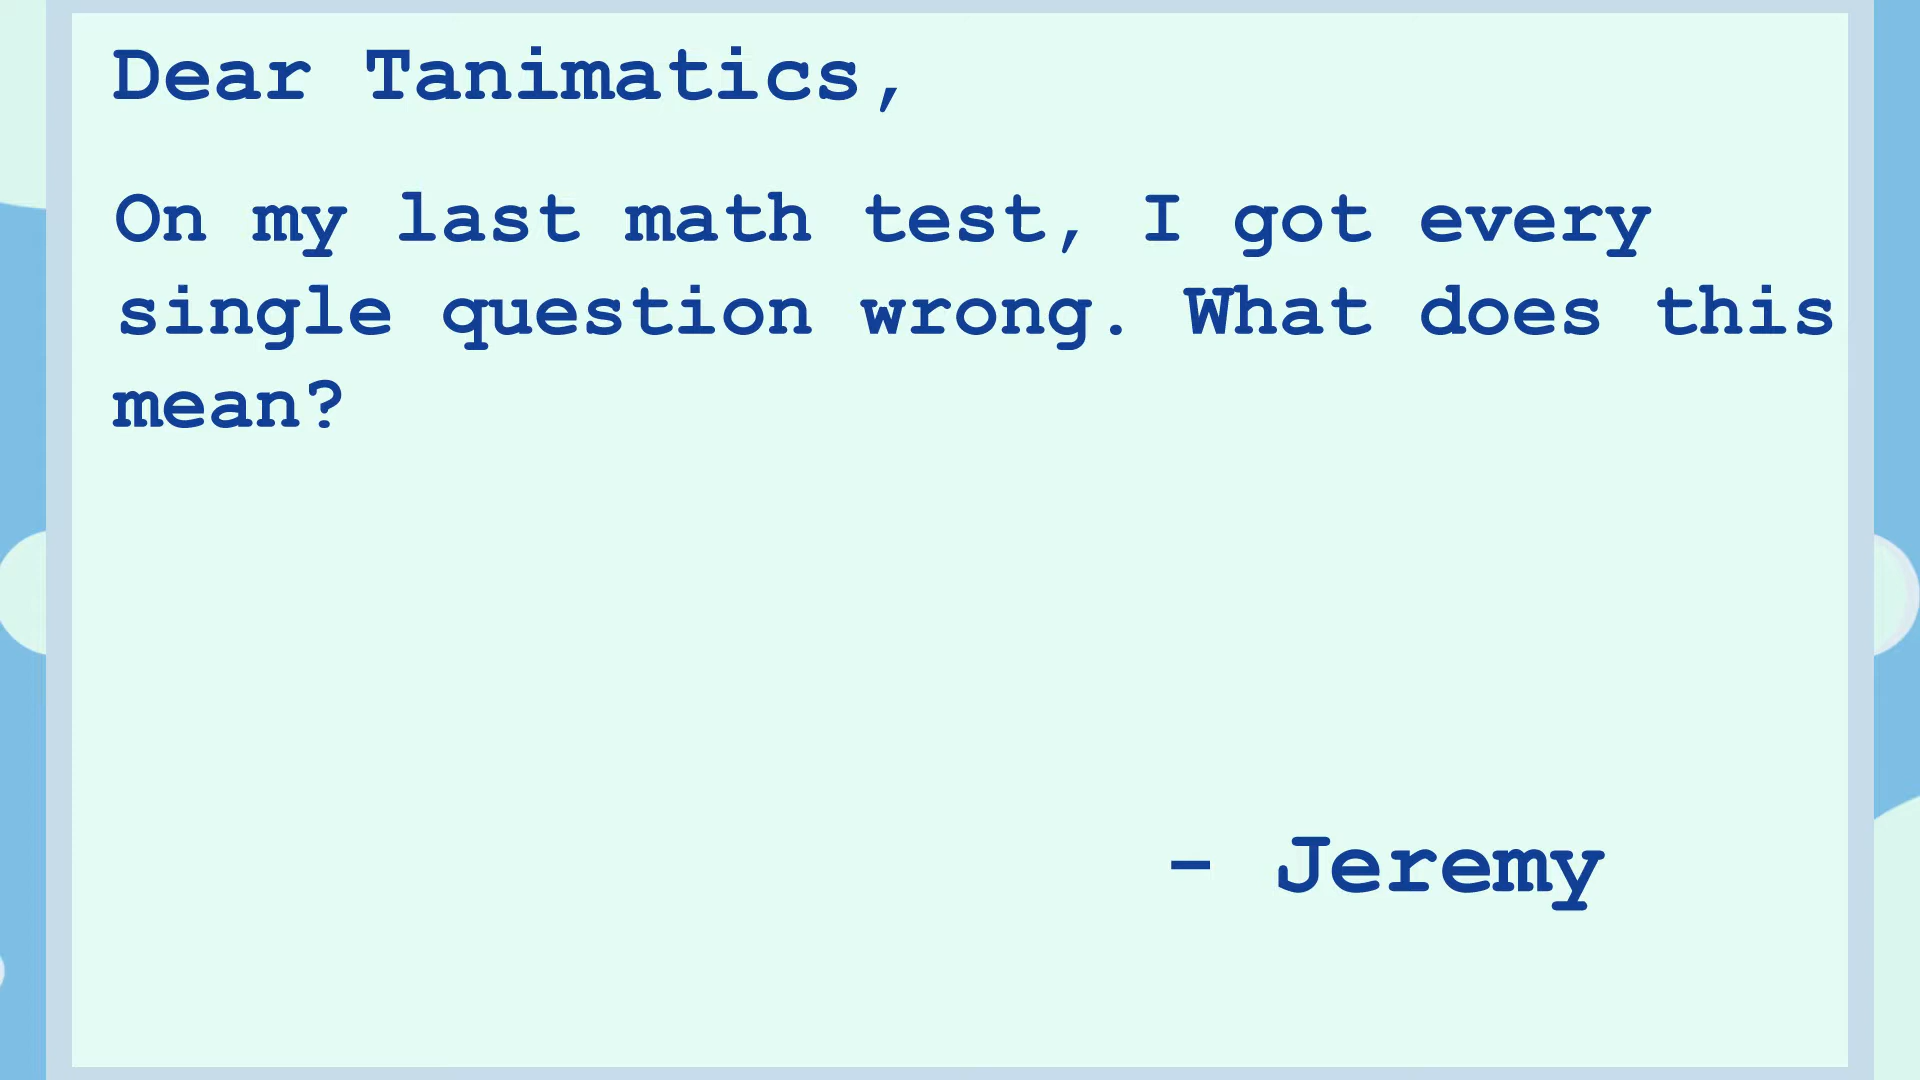 Dear Tanimatics,
On my last math test, I got every
single question wrong. What does this
mean?
- Jeremy